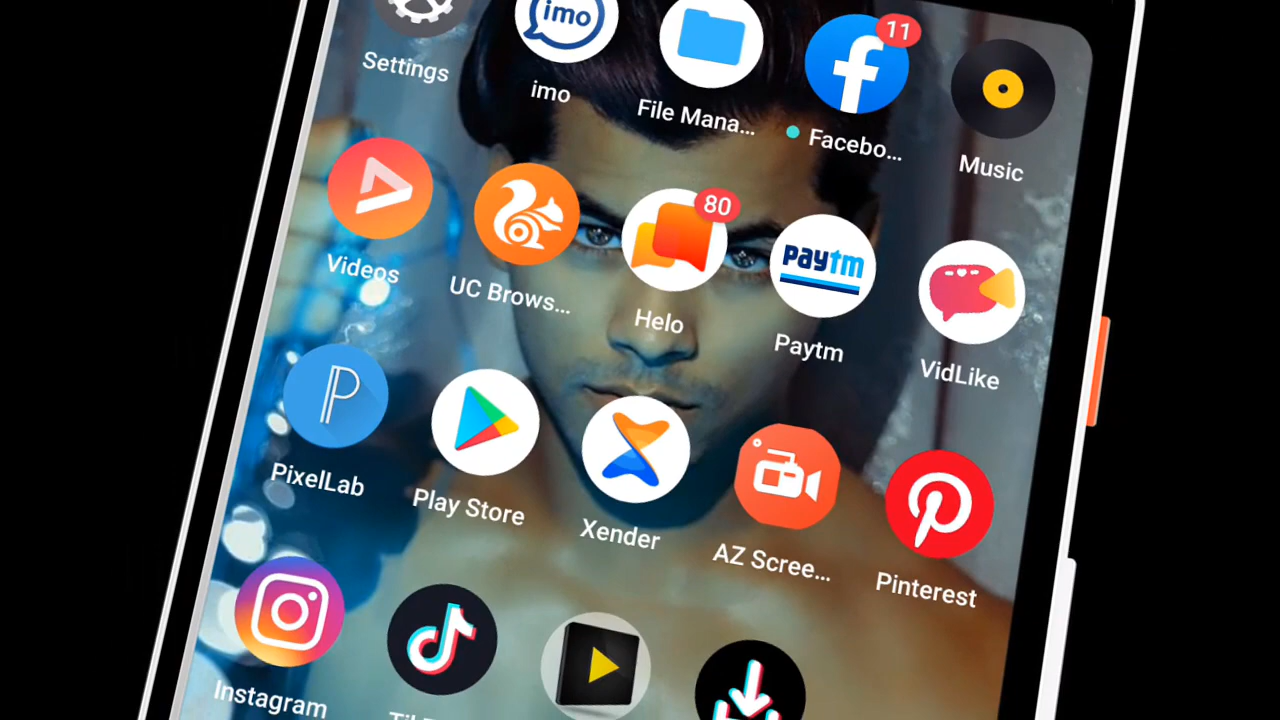 Settings
imo
imo
File Mana...
11
Facebo...
Music
Videos
UC Brows...
80
Helo
paytm
Paytm
VidLike
PixelLab
Play Store
Xender
AZ Scree...
Pinterest
Instagram